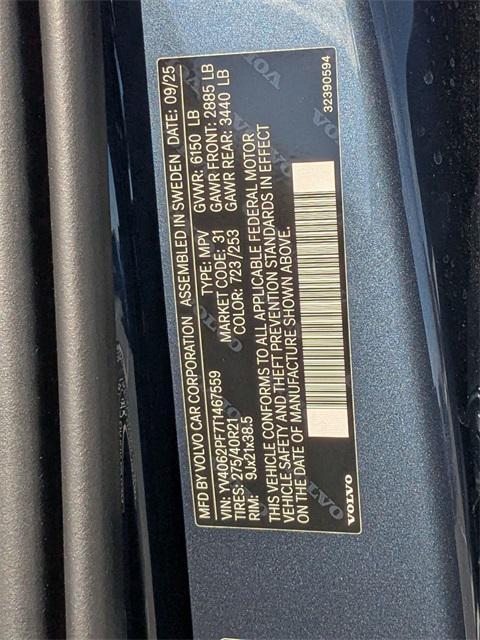 MFD BY VOLVO CAR CORPORATION ASSEMBLED IN SWEDEN DATE: 09/25
VIN: YV4062PF7T1467559 TYPE: MPV GVWR: 6150 LB
TIRES: 275/40R21 MARKET CODE: 31 GAWR FRONT: 2885 LB
RIM: 9Jx21x38.5 COLOR: 723/253 GAWR REAR: 3440 LB
THIS VEHICLE CONFORMS TO ALL APPLICABLE FEDERAL MOTOR
VEHICLE SAFETY AND THEFT PREVENTION STANDARDS IN EFFECT
ON THE DATE OF MANUFACTURE SHOWN ABOVE.
VOLVO
32390594